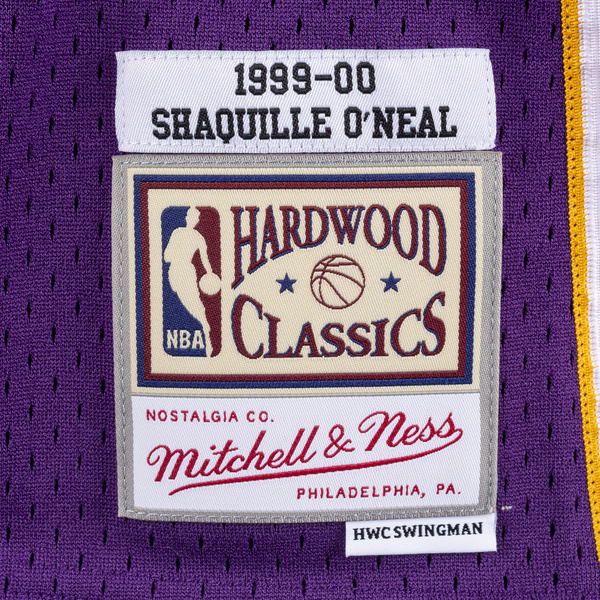 1999-00
SHAQUILLE O'NEAL
HARDWOOD
CLASSICS
NBA
NOSTALGIA CO.
Mitchell & Ness
PHILADELPHIA, PA.
HWC SWINGMAN